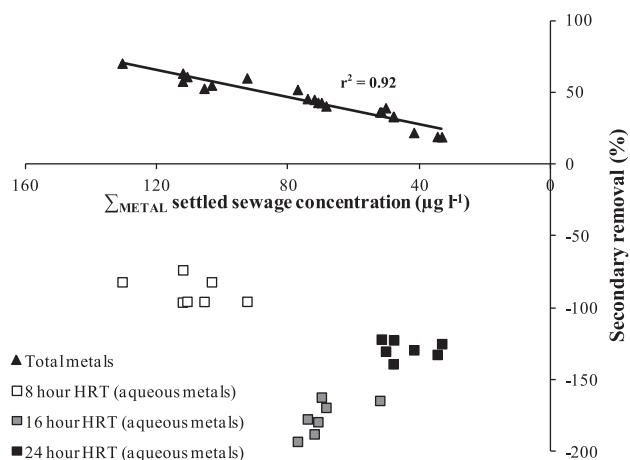 100
50
0
-50
-100
-150
-200
Secondary removal (%)
r² = 0.92
160 120 80 40 0
∑METAL settled sewage concentration (µg l⁻¹)
▲ Total metals
□ 8 hour HRT (aqueous metals)
■ 16 hour HRT (aqueous metals)
■ 24 hour HRT (aqueous metals)